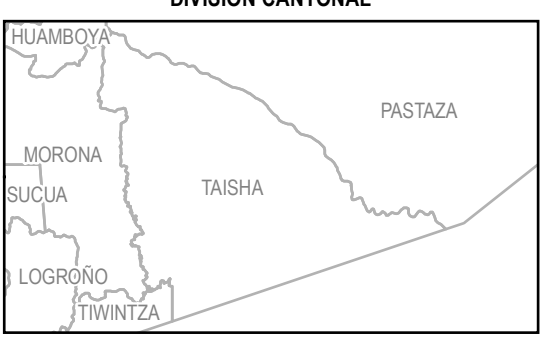 DIVISIÓN CANTONAL
HUAMBOYA
PASTAZA
MORONA
TAISHA
SUCUA
LOGROÑO
TIWINTZA